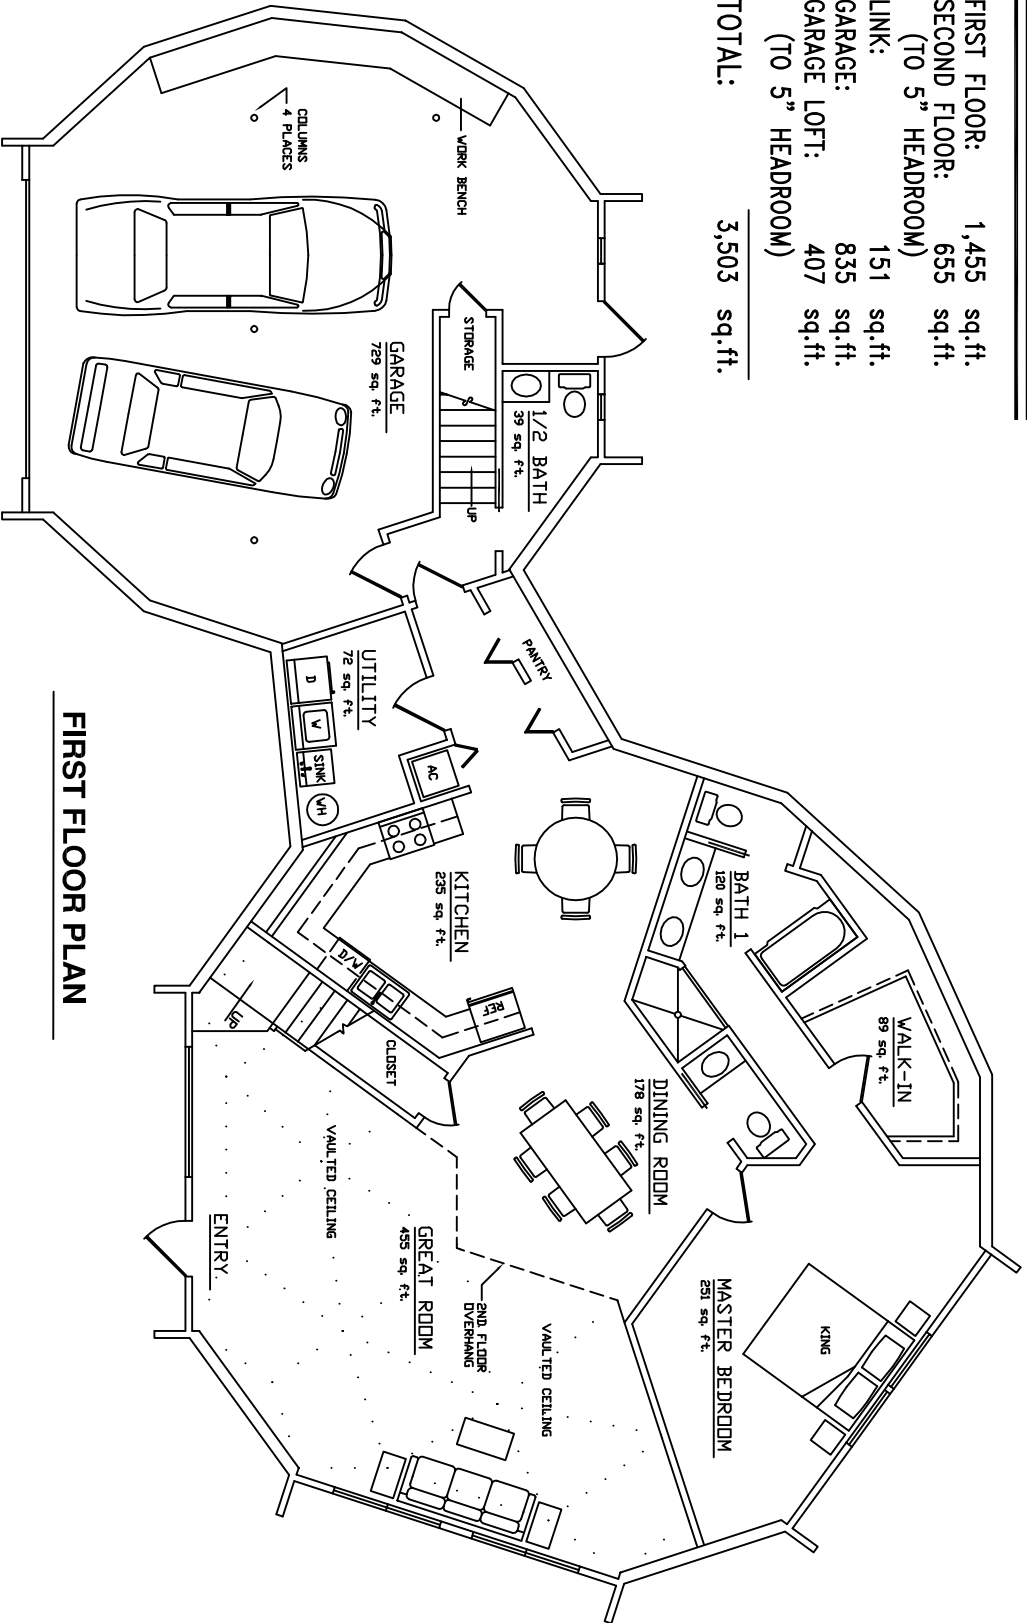 FIRST FLOOR: 1,455 sq.ft.
SECOND FLOOR: 655 sq.ft.
(TO 5" HEADROOM)
LINK: 151 sq.ft.
GARAGE: 835 sq.ft.
GARAGE LOFT: 407 sq.ft.
(TO 5" HEADROOM)
TOTAL: 3,503 sq.ft.
WORK BENCH
COLUMNS
4 PLACES
STORAGE
GARAGE
729 sq. ft.
1/2 BATH
39 sq. ft.
UP
PANTRY
UTILITY
72 sq. ft.
D
W
SINK
WH
AC
KITCHEN
235 sq. ft.
D/W
REF
UP
CLOSET
BATH 1
120 sq. ft.
WALK-IN
89 sq. ft.
DINING ROOM
178 sq. ft.
MASTER BEDROOM
251 sq. ft.
KING
VAULTED CEILING
ENTRY
GREAT ROOM
455 sq. ft.
2ND FLOOR
OVERHANG
VAULTED CEILING
FIRST FLOOR PLAN